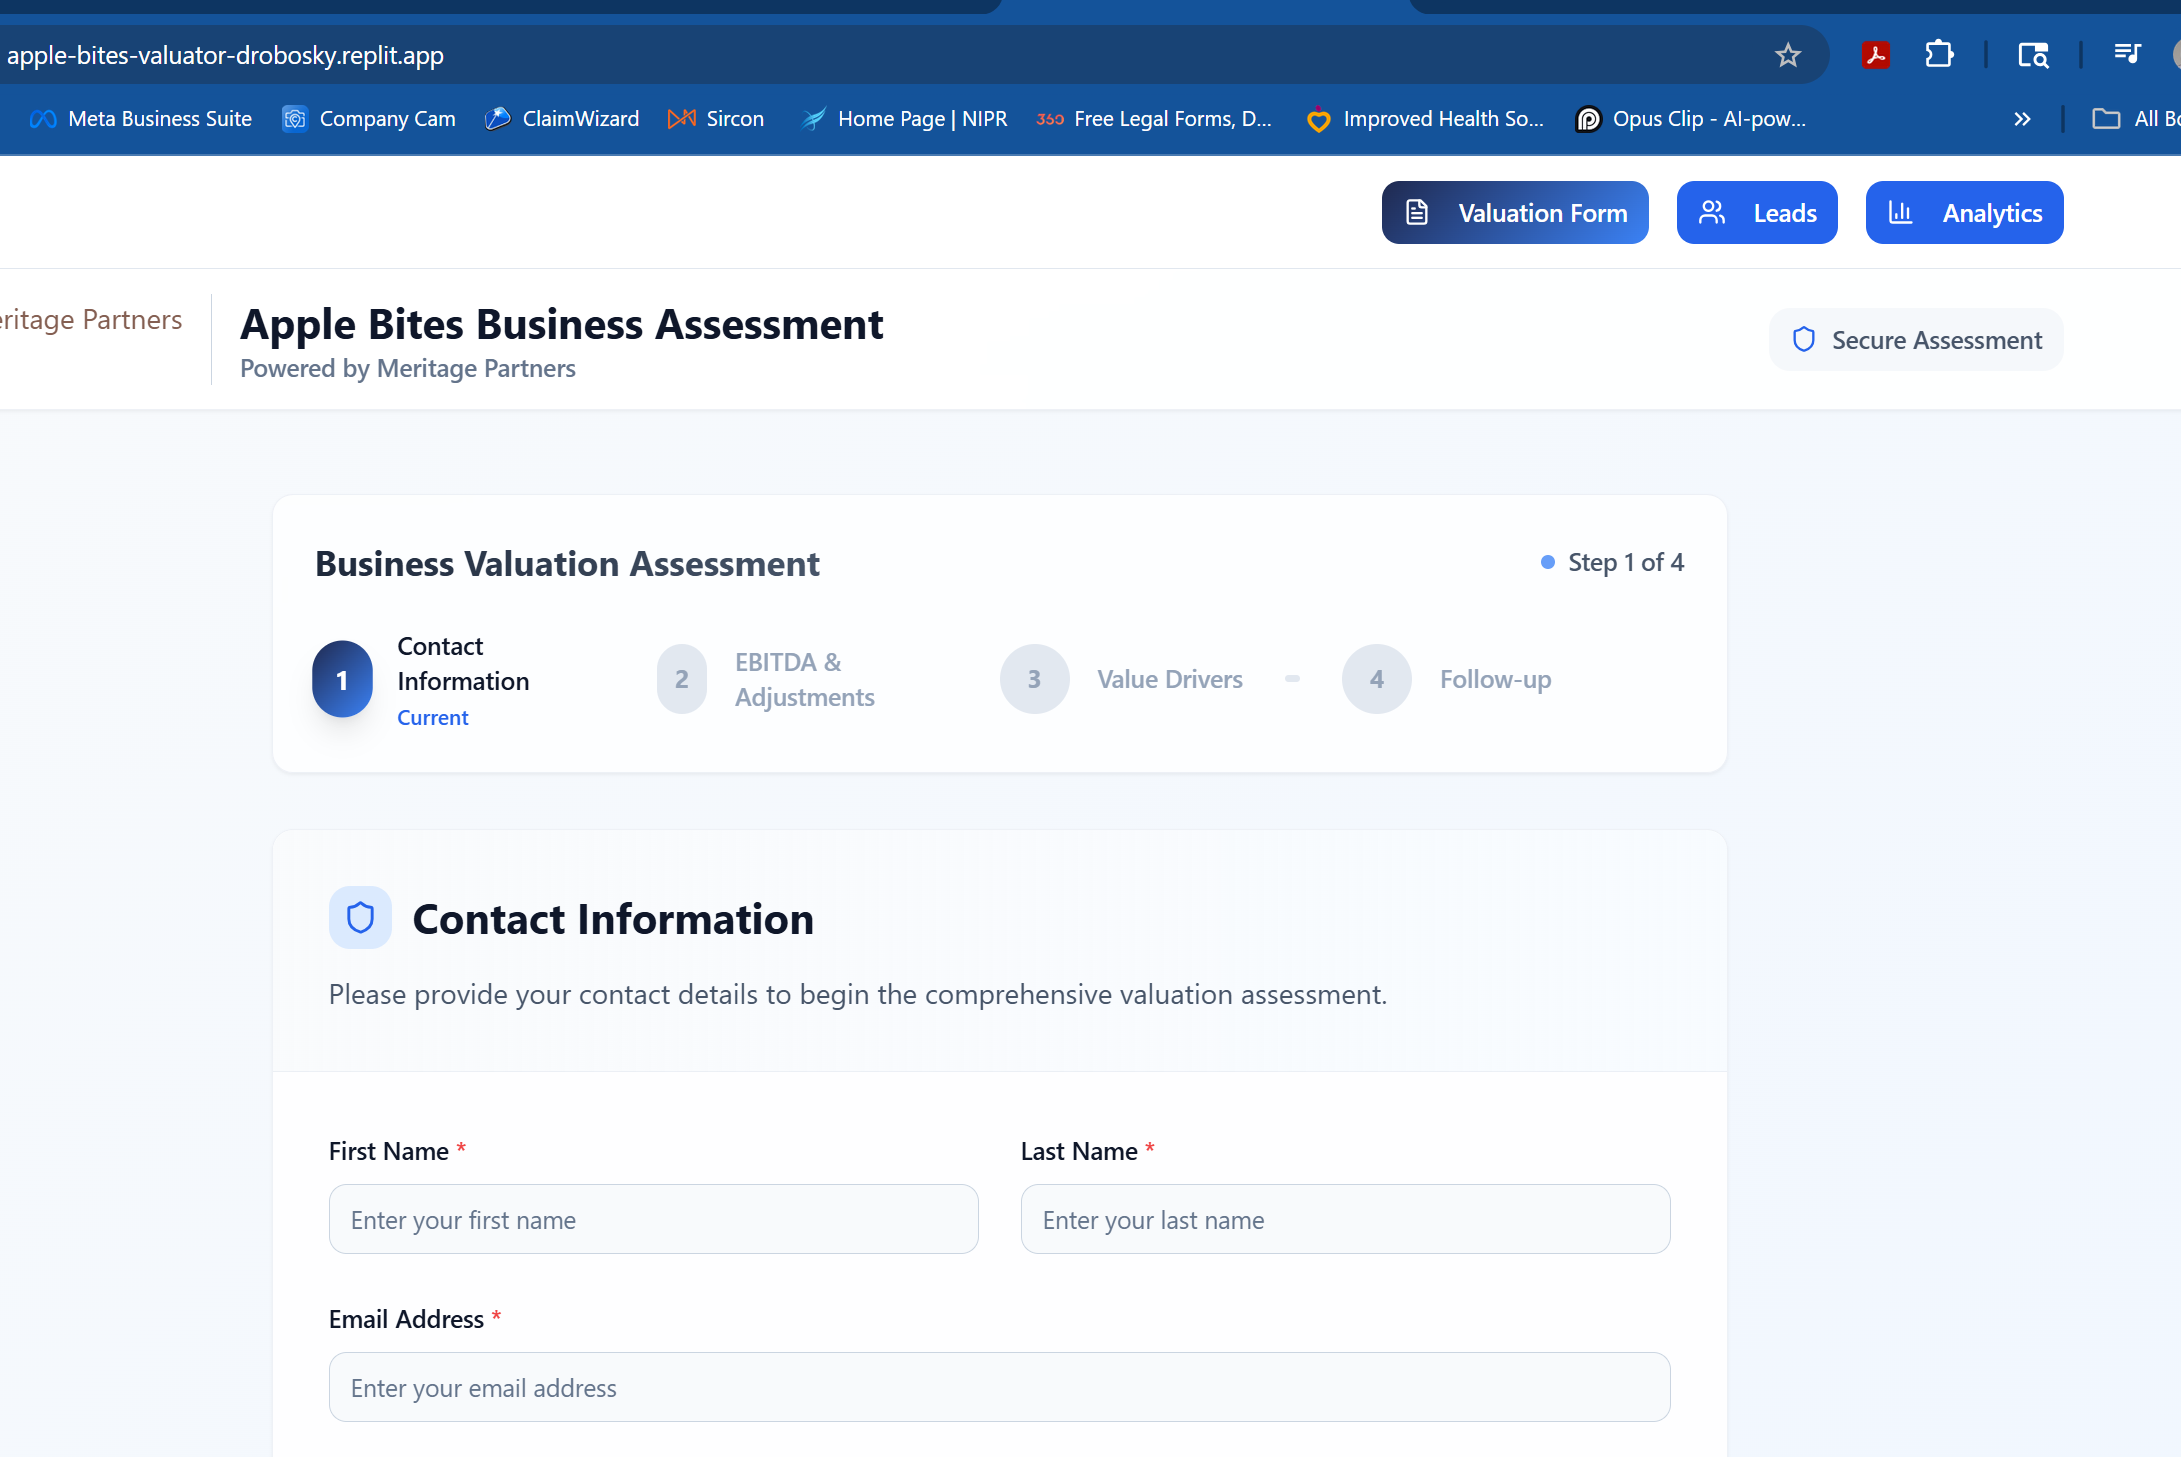 apple-bites-valuator-drobosky.replit.app
Meta Business Suite
Company Cam
ClaimWizard
Sircon
Home Page | NIPR
360 Free Legal Forms, D...
Improved Health So...
Opus Clip - AI-pow...
All Bo
Valuation Form
Leads
Analytics
eritage Partners
Apple Bites Business Assessment
Powered by Meritage Partners
Secure Assessment
Business Valuation Assessment
Step 1 of 4
1
Contact
Information
Current
2
EBITDA &
Adjustments
3
Value Drivers
4
Follow-up
Contact Information
Please provide your contact details to begin the comprehensive valuation assessment.
First Name *
Last Name *
Enter your first name
Enter your last name
Email Address *
Enter your email address